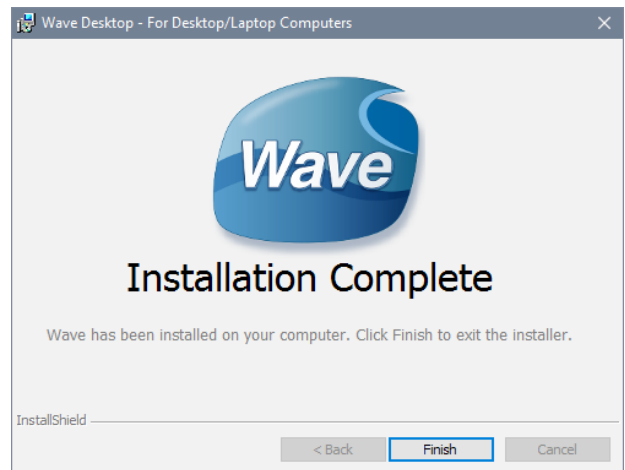 Wave Desktop - For Desktop/Laptop Computers
Wave
Installation Complete
Wave has been installed on your computer. Click Finish to exit the installer.
InstallShield
< Back
Finish
Cancel